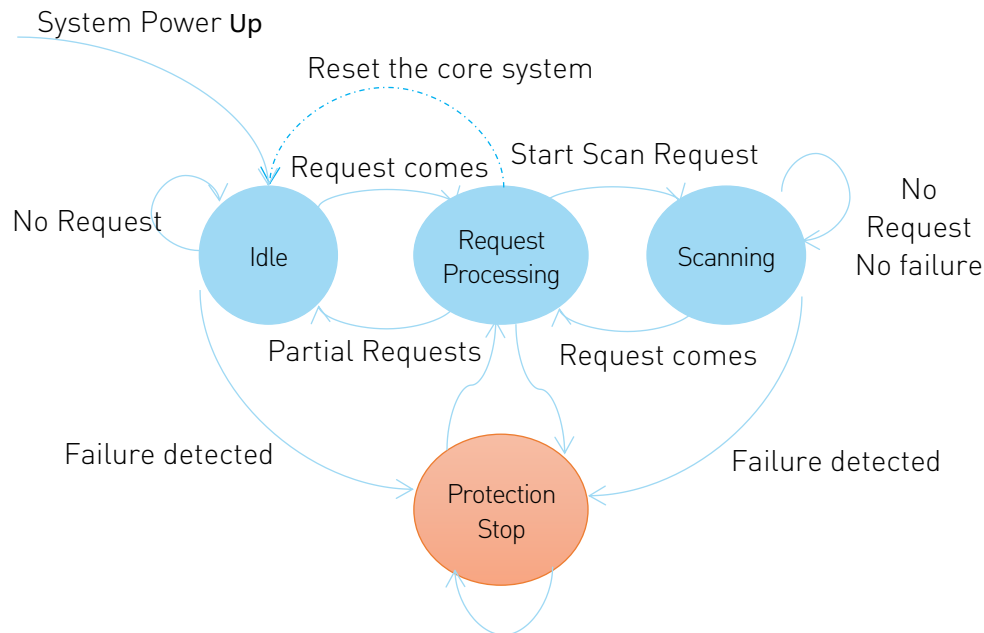 System Power Up
Reset the core system
Request comes
Start Scan Request
No Request
No
Request
No failure
Idle
Request
Processing
Scanning
Partial Requests
Request comes
Failure detected
Failure detected
Protection
Stop